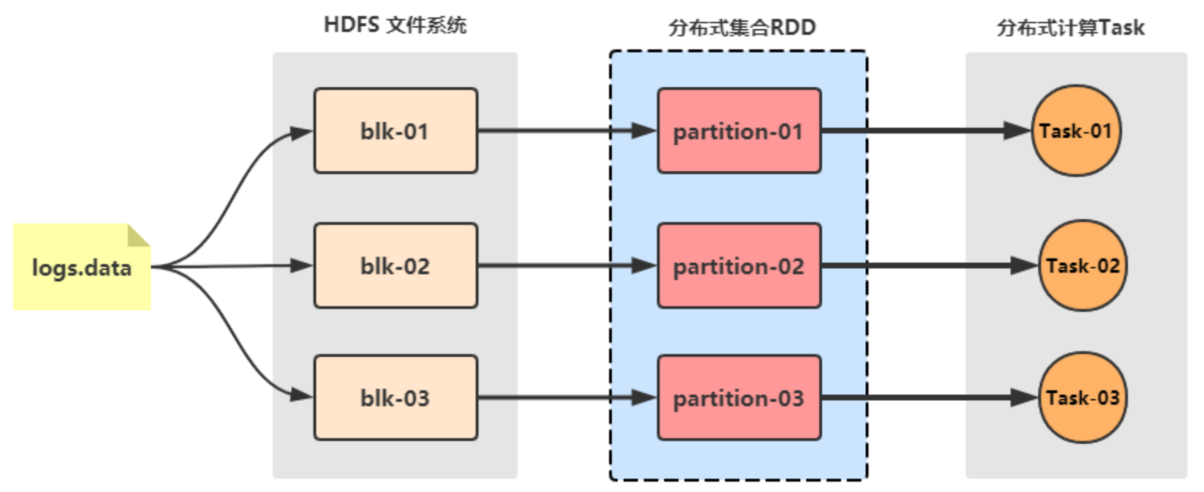 HDFS 文件系统
分布式集合RDD
分布式计算Task
logs.data
blk-01
partition-01
Task-01
blk-02
partition-02
Task-02
blk-03
partition-03
Task-03